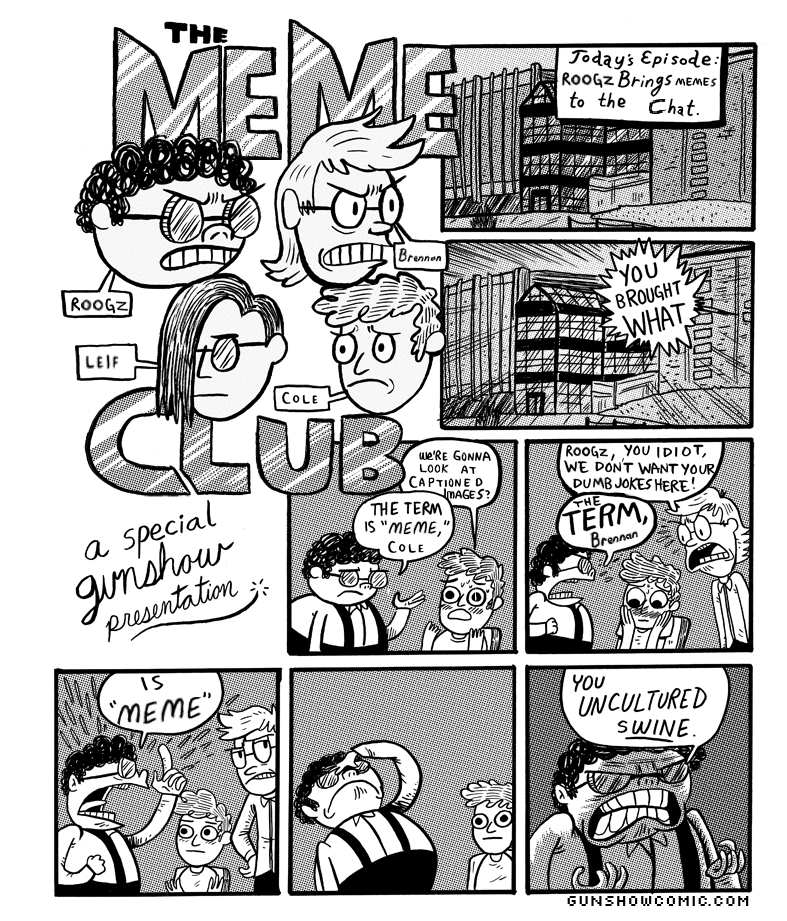 THE
MEME
ROOGZ
Brennan
LEIF
COLE
CLUB
a special
gunshow
presentation
Today's Episode:
ROOGZ Brings MEMES
to the Chat.
YOU
BROUGHT
WHAT
WE'RE GONNA
LOOK AT
CAPTIONED
IMAGES?
THE TERM
IS "MEME,"
COLE
ROOGZ, YOU IDIOT,
WE DON'T WANT YOUR
DUMB JOKES HERE!
THE
TERM,
Brennan
IS
"MEME"
YOU
UNCULTURED
SWINE.
GUNSHOWCOMIC.COM